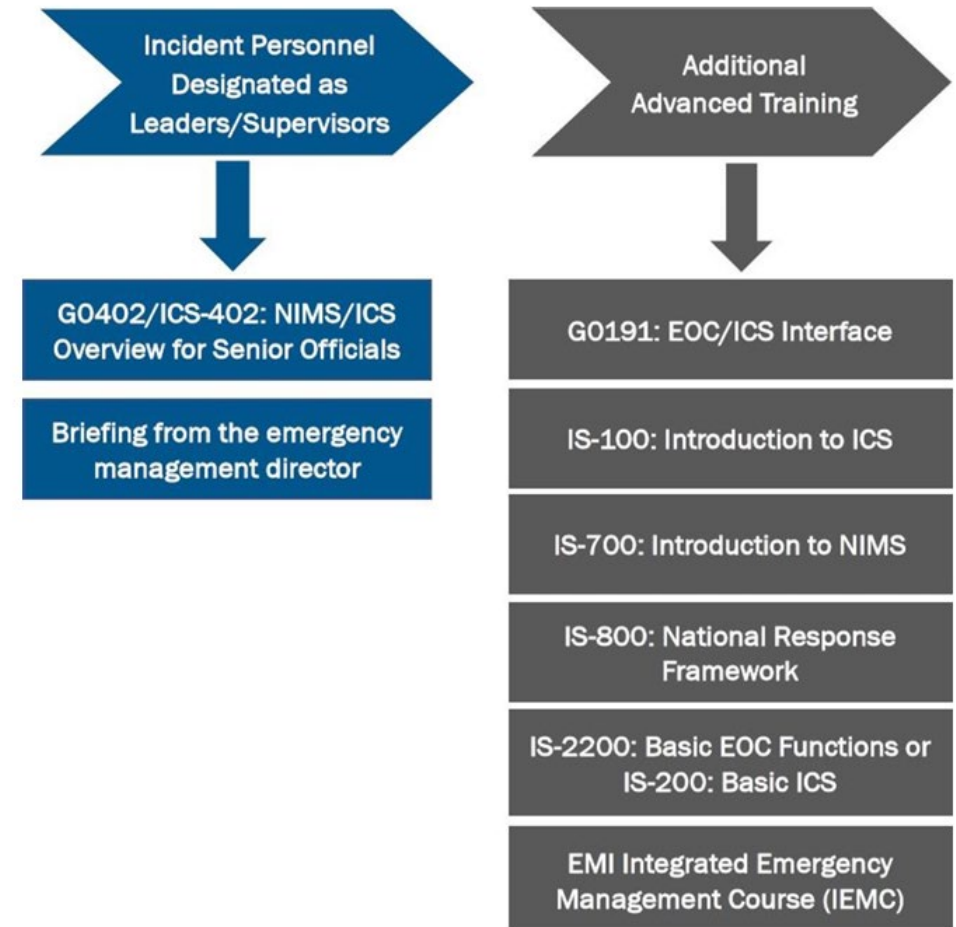 Incident Personnel
Designated as
Leaders/Supervisors
G0402/ICS-402: NIMS/ICS
Overview for Senior Officials
Briefing from the emergency
management director
Additional
Advanced Training
G0191: EOC/ICS Interface
IS-100: Introduction to ICS
IS-700: Introduction to NIMS
IS-800: National Response
Framework
IS-2200: Basic EOC Functions or
IS-200: Basic ICS
EMI Integrated Emergency
Management Course (IEMC)